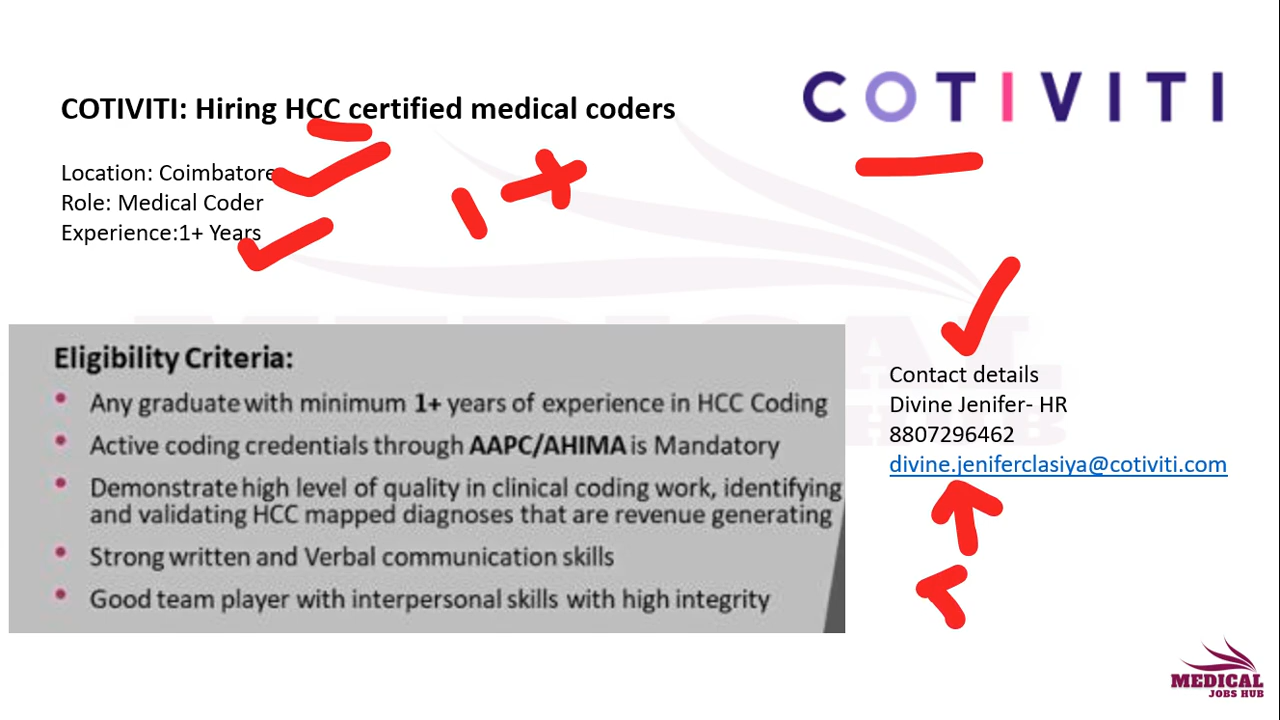 COTIVITI
COTIVITI: Hiring HCC certified medical coders
Location: Coimbatore
Role: Medical Coder
Experience:1+ Years
1+
Eligibility Criteria:
Any graduate with minimum 1+ years of experience in HCC Coding
Active coding credentials through AAPC/AHIMA is Mandatory
Demonstrate high level of quality in clinical coding work, identifying
and validating HCC mapped diagnoses that are revenue generating
Strong written and Verbal communication skills
Good team player with interpersonal skills with high integrity
Contact details
Divine Jenifer- HR
8807296462
divine.jeniferclasiya@cotiviti.com
MEDICAL
JOBS HUB